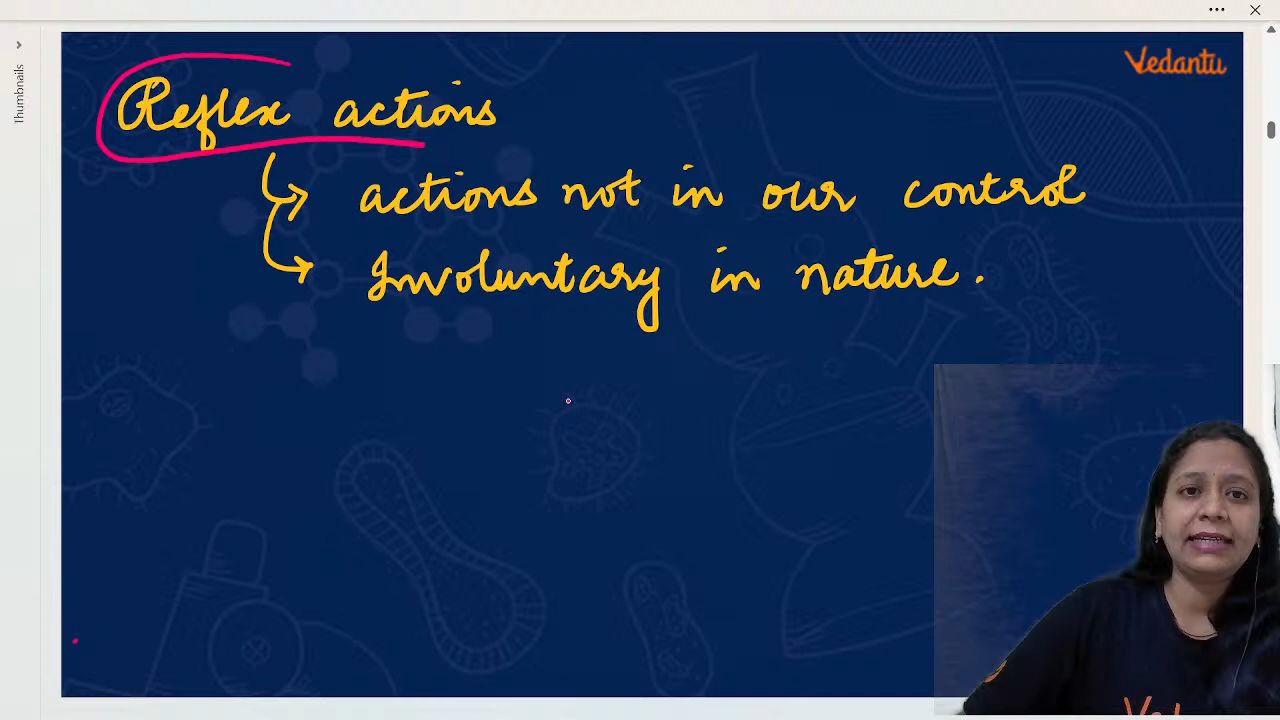 Vedantu
Reflex actions
actions not in our control
Involuntary in nature.
Thumbnails